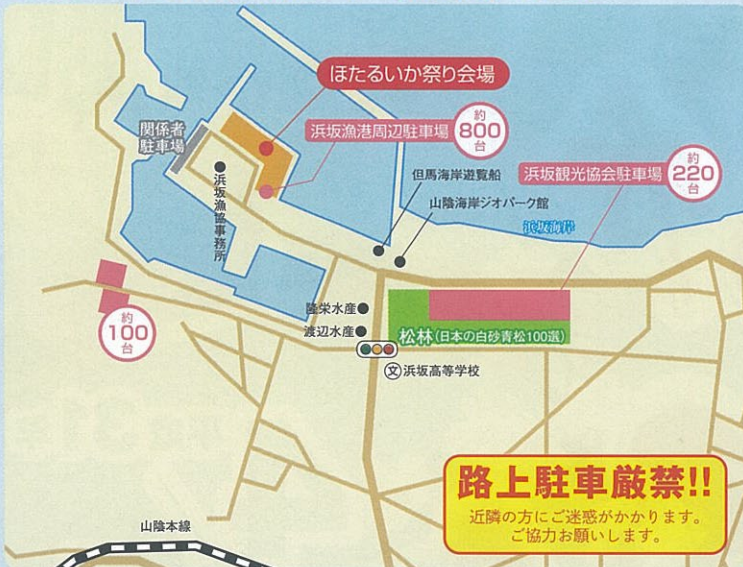 ほたるいか祭り会場
関係者
駐車場
浜坂漁港周辺駐車場
約
800
台
浜坂観光協会駐車場
約
220
台
但馬海岸遊覧船
山陰海岸ジオパーク館
浜坂海岸
浜坂漁協事務所
約
100
台
隆栄水産
渡辺水産
松林(日本の白砂青松100選)
文
浜坂高等学校
路上駐車厳禁!!
近隣の方にご迷惑がかかります。
ご協力お願いします。
山陰本線